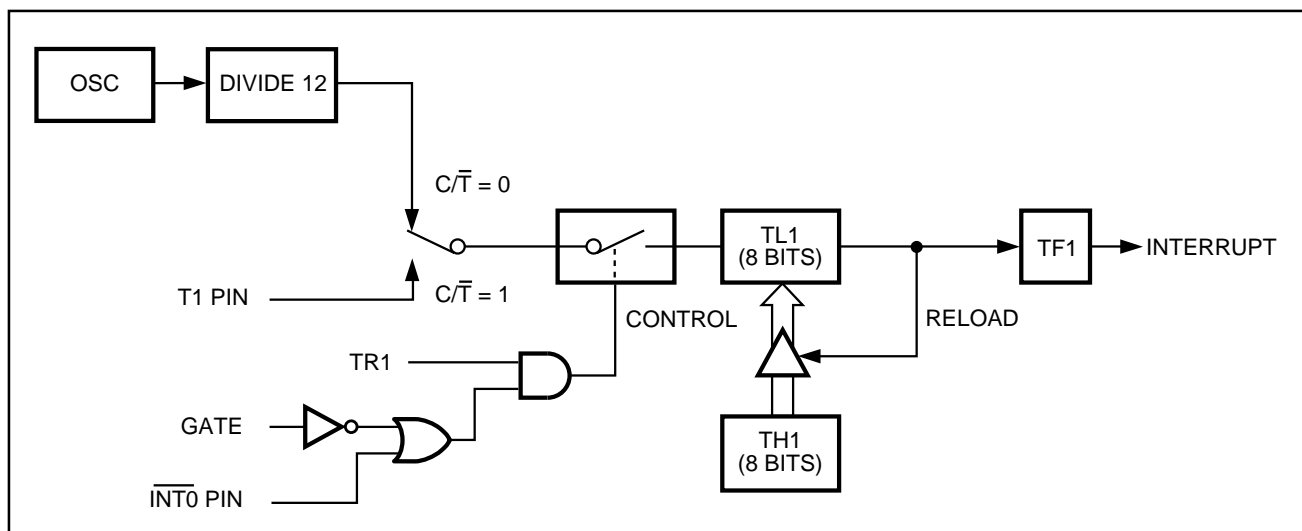 OSC
DIVIDE 12
C/T̅ = 0
TL1
(8 BITS)
TF1
INTERRUPT
T1 PIN
C/T̅ = 1
CONTROL
RELOAD
TR1
GATE
TH1
(8 BITS)
I̅N̅T̅0̅ PIN